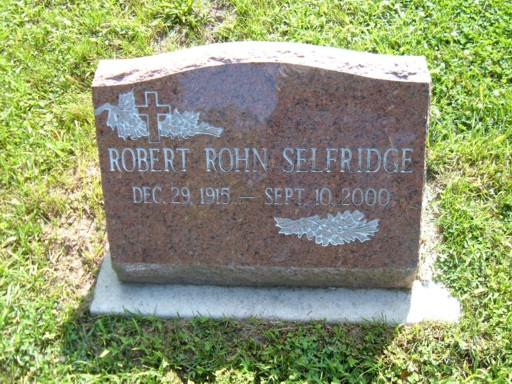 ROBERT ROHN SELFRIDGE
DEC. 29, 1915 — SEPT. 10, 2000